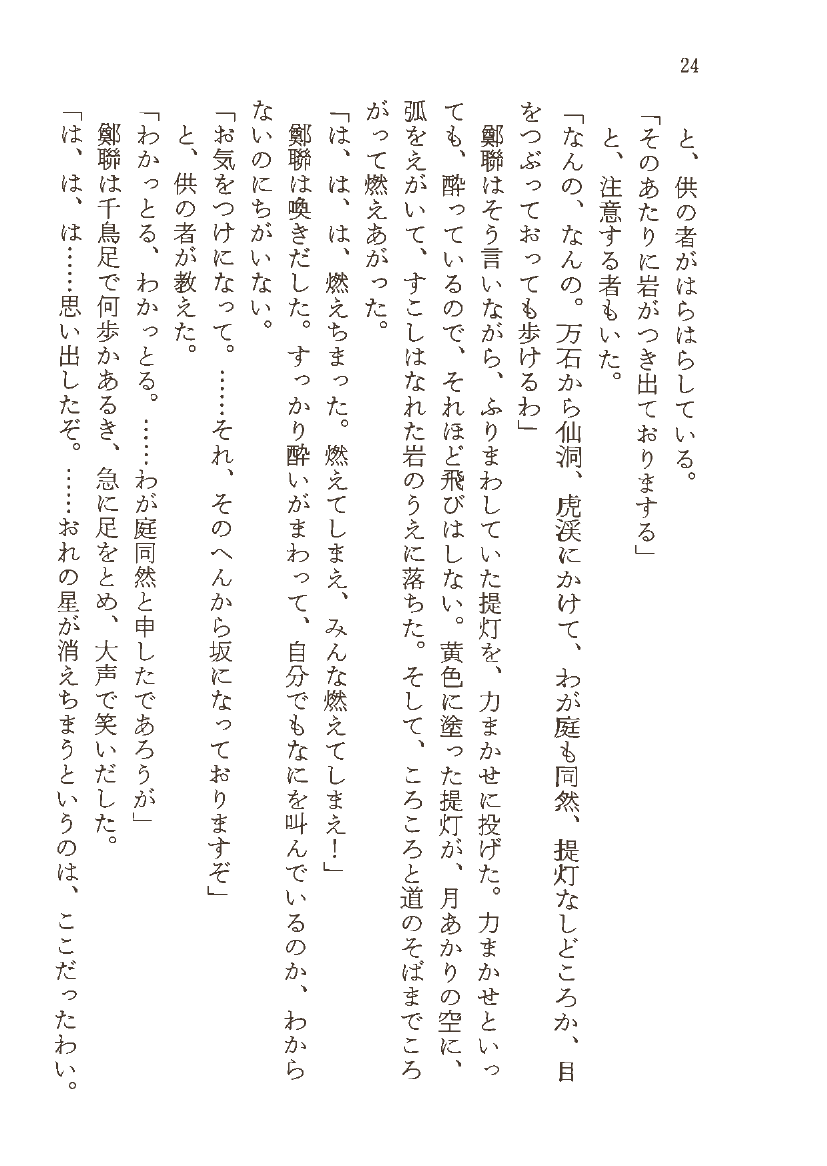 24
と、供の者がはらはらしている。
「そのあたりに岩がつき出ておりまする」
と、注意する者もいた。
「なんの、なんの。万石から仙洞、虎渓にかけて、わが庭も同然、提灯なしどころか、目
をつぶっておっても歩けるわ」
鄭聯はそう言いながら、ふりまわしていた提灯を、力まかせに投げた。力まかせといっ
ても、酔っているので、それほど飛びはしない。黄色に塗った提灯が、月あかりの空に、
弧をえがいて、すこしはなれた岩のうえに落ちた。そして、ころころと道のそばまでころ
がって燃えあがった。
「は、は、は、燃えちまった。燃えてしまえ、みんな燃えてしまえ！」
鄭聯は喚きだした。すっかり酔いがまわって、自分でもなにを叫んでいるのか、わから
ないのにちがいない。
「お気をつけになって。……それ、そのへんから坂になっておりますぞ」
と、供の者が教えた。
「わかっとる、わかっとる。……わが庭同然と申したであろうが」
鄭聯は千鳥足で何歩かあるき、急に足をとめ、大声で笑いだした。
「は、は、は……思い出したぞ。……おれの星が消えちまうというのは、ここだったわい。